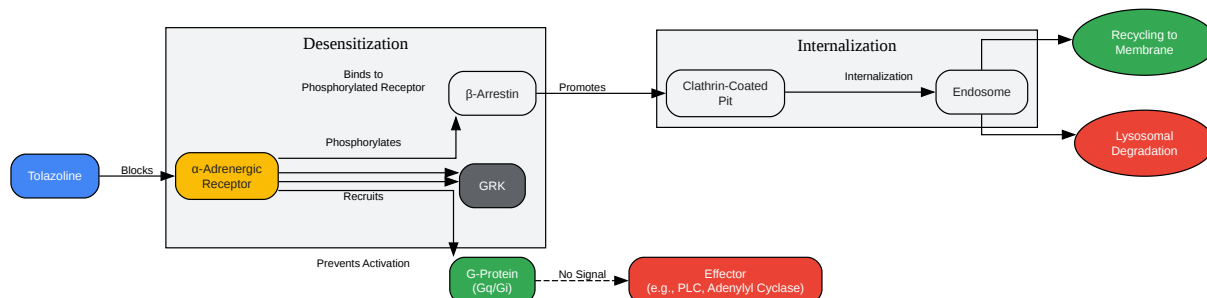 Desensitization
Binds to
Phosphorylated Receptor
β-Arrestin
Promotes
Phosphorylates
Tolazoline
Blocks
α-Adrenergic
Receptor
GRK
Recruits
Prevents Activation
G-Protein
(Gq/Gi)
No Signal
Effector
(e.g., PLC, Adenylyl Cyclase)
Internalization
Clathrin-Coated
Pit
Internalization
Endosome
Recycling to
Membrane
Lysosomal
Degradation